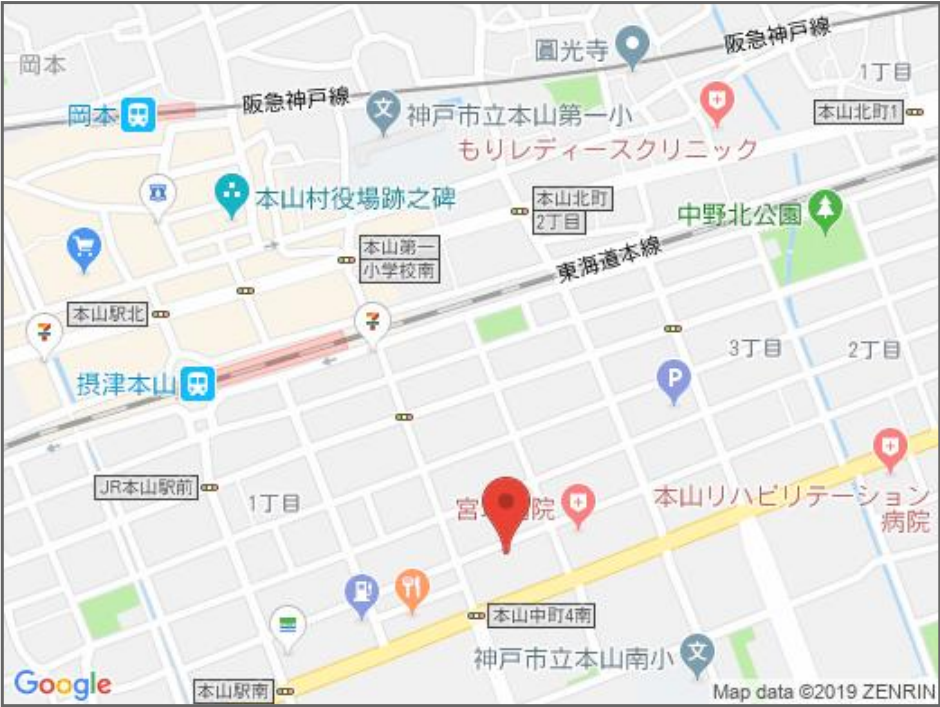 岡本
圓光寺
阪急神戸線
1丁目
岡本
阪急神戸線
神戸市立本山第一小
本山北町1
もりレディースクリニック
本山村役場跡之碑
本山北町
2丁目
中野北公園
本山第一
小学校南
東海道本線
本山駅北
3丁目
2丁目
摂津本山
P
JR本山駅前
1丁目
宮
院
本山リハビリテーション
病院
本山中町4南
神戸市立本山南小
本山駅南
Google
Map data ©2019 ZENRIN